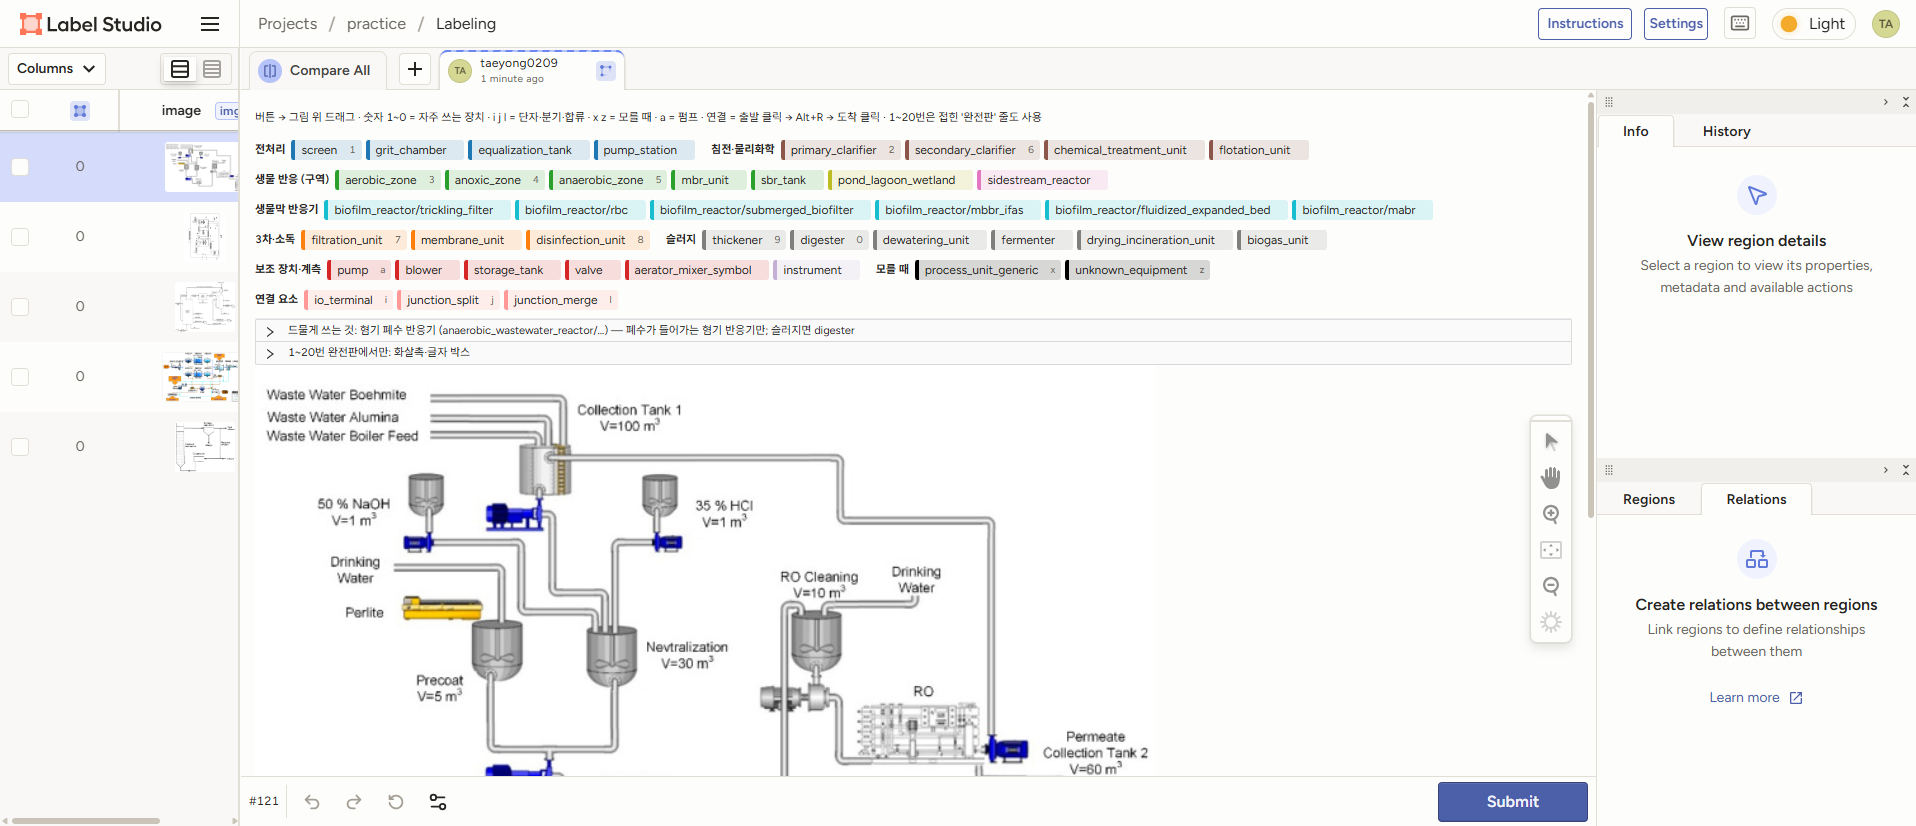 Label Studio
Projects / practice / Labeling
Instructions
Settings
Light
TA
Columns
Compare All
+
TA
taeyong0209
1 minute ago
image
img
0
0
0
0
0
버튼 → 그림 위 드래그 · 숫자 1~0 = 자주 쓰는 장치 · i j l = 단자·분기·합류 · x z = 모를 때 · a = 펌프 · 연결 = 출발 클릭 → Alt+R → 도착 클릭 · 1~20번은 접힌 '완전판' 줄도 사용
전처리 screen 1 grit_chamber equalization_tank pump_station 침전·물리화학 primary_clarifier 2 secondary_clarifier 6 chemical_treatment_unit flotation_unit
생물 반응 (구역) aerobic_zone 3 anoxic_zone 4 anaerobic_zone 5 mbr_unit sbr_tank pond_lagoon_wetland sidestream_reactor
생물막 반응기 biofilm_reactor/trickling_filter biofilm_reactor/rbc biofilm_reactor/submerged_biofilter biofilm_reactor/mbbr_ifas biofilm_reactor/fluidized_expanded_bed biofilm_reactor/mabr
3차·소독 filtration_unit 7 membrane_unit disinfection_unit 8 슬러지 thickener 9 digester 0 dewatering_unit fermenter drying_incineration_unit biogas_unit
보조 장치·계측 pump a blower storage_tank valve aerator_mixer_symbol instrument 모를 때 process_unit_generic x unknown_equipment z
연결 요소 io_terminal i junction_split j junction_merge l
드물게 쓰는 것: 혐기 폐수 반응기 (anaerobic_wastewater_reactor/…) — 폐수가 들어가는 혐기 반응기만; 슬러지면 digester
1~20번 완전판에서만: 화살촉·글자 박스
Waste Water Boehmite
Waste Water Alumina
Waste Water Boiler Feed
Collection Tank 1
V=100 m³
50 % NaOH
V=1 m³
35 % HCl
V=1 m³
Drinking
Water
Perlite
Precoat
V=5 m³
Nevtralization
V=30 m³
RO Cleaning
V=10 m³
Drinking
Water
RO
Permeate
Collection Tank 2
V=60 m³
#121
Submit
Info
History
View region details
Select a region to view its properties,
metadata and available actions
Regions
Relations
Create relations between regions
Link regions to define relationships
between them
Learn more